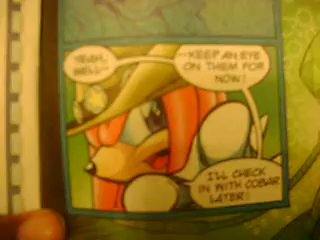 YEAH,
WELL--
--KEEP AN EYE
ON THEM FOR
NOW!
I'LL CHECK
IN WITH COBAR
LATER!